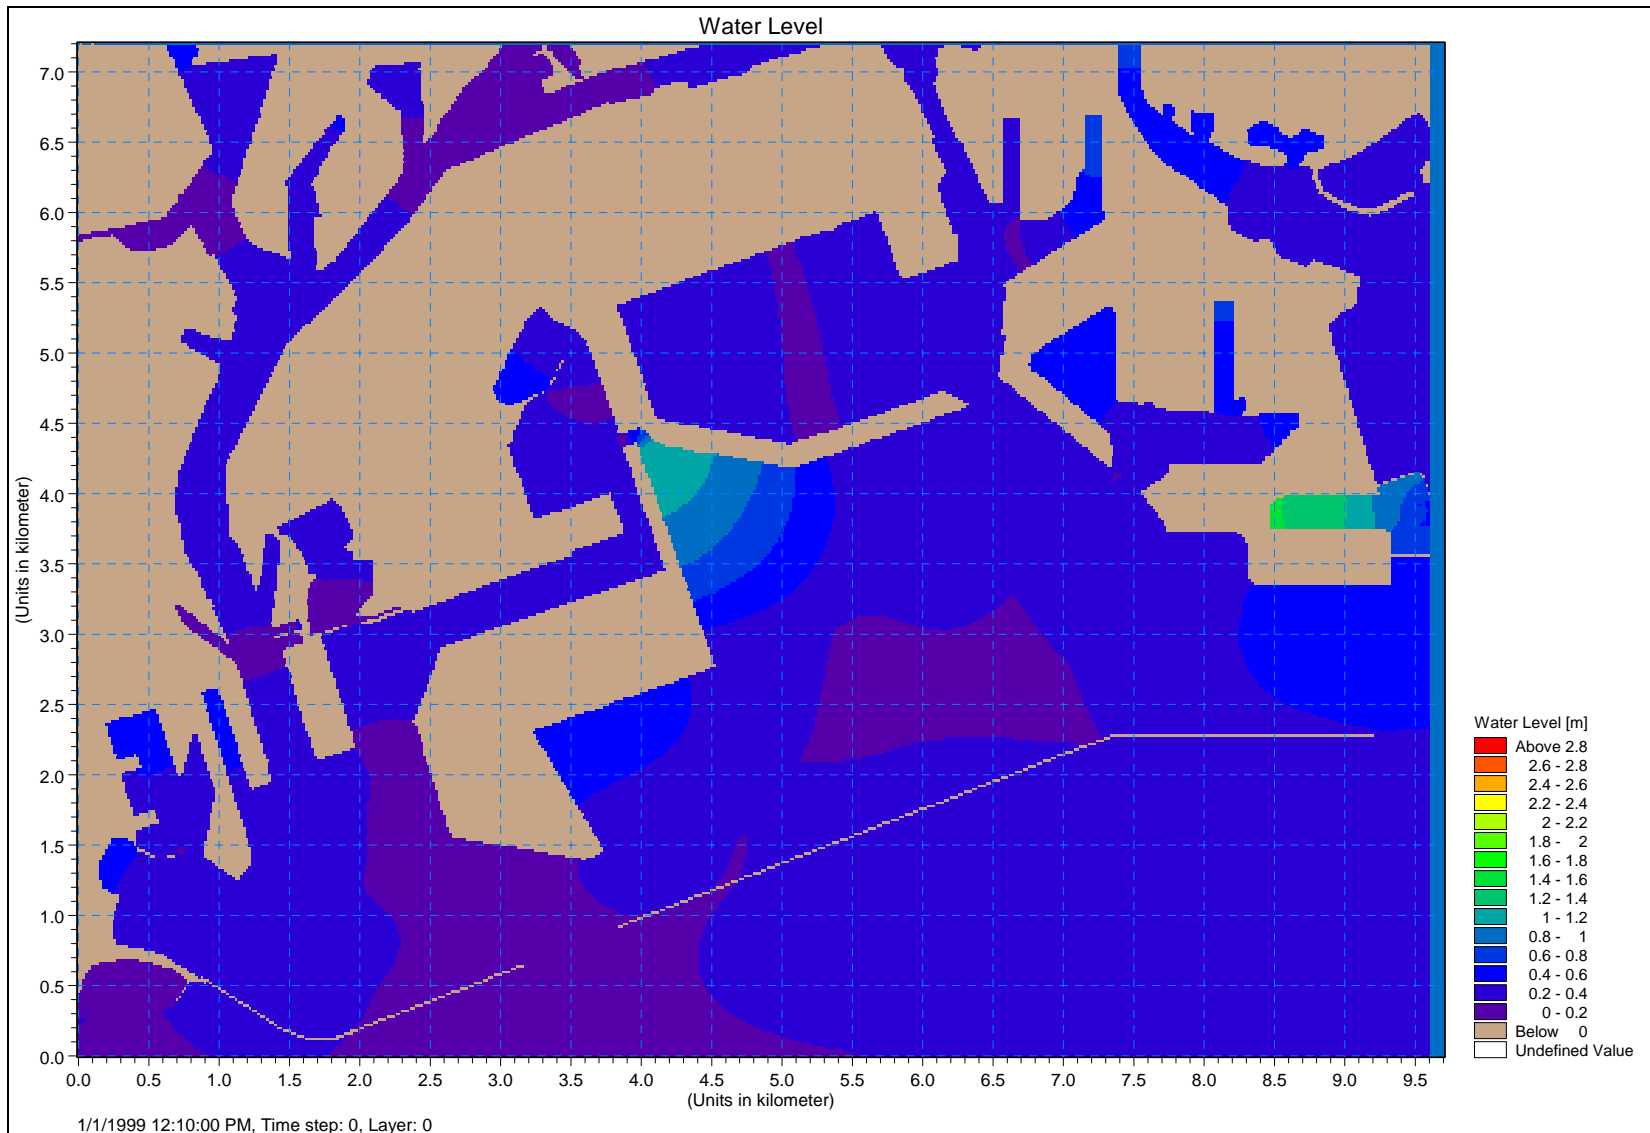 Water Level
7.0
6.5
6.0
5.5
5.0
4.5
4.0
3.5
3.0
2.5
2.0
1.5
1.0
0.5
0.0
(Units in kilometer)
0.0 0.5 1.0 1.5 2.0 2.5 3.0 3.5 4.0 4.5 5.0 5.5 6.0 6.5 7.0 7.5 8.0 8.5 9.0 9.5
(Units in kilometer)
1/1/1999 12:10:00 PM, Time step: 0, Layer: 0
Water Level [m]
Above 2.8
2.6 - 2.8
2.4 - 2.6
2.2 - 2.4
2 - 2.2
1.8 - 2
1.6 - 1.8
1.4 - 1.6
1.2 - 1.4
1 - 1.2
0.8 - 1
0.6 - 0.8
0.4 - 0.6
0.2 - 0.4
0 - 0.2
Below 0
Undefined Value